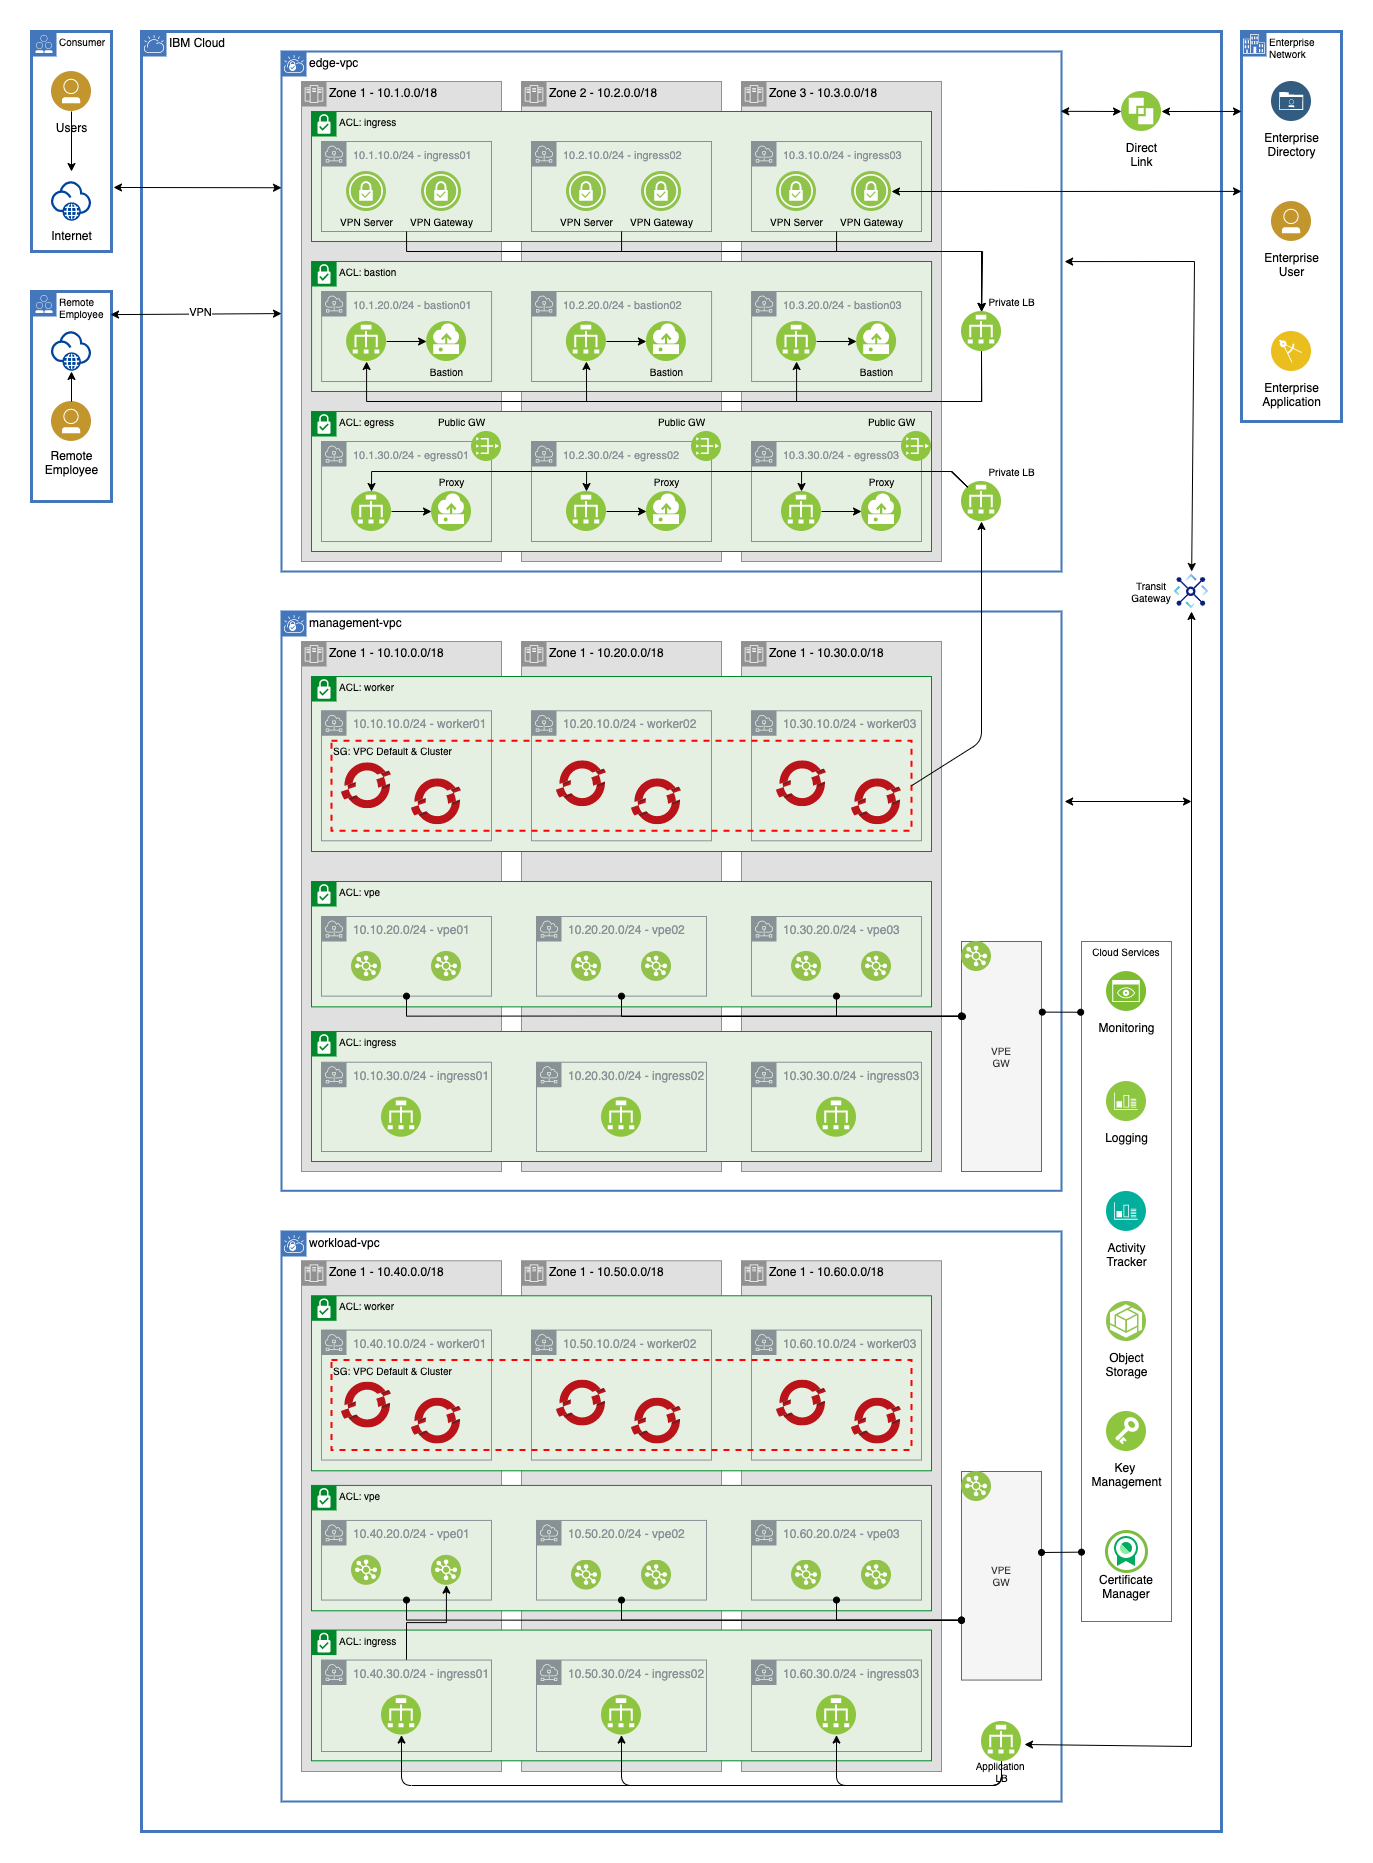 Consumer
Users
Internet
Remote
Employee
Remote
Employee
VPN
IBM Cloud
edge-vpc
Zone 1 - 10.1.0.0/18
Zone 2 - 10.2.0.0/18
Zone 3 - 10.3.0.0/18
ACL: ingress
10.1.10.0/24 - ingress01
10.2.10.0/24 - ingress02
10.3.10.0/24 - ingress03
VPN Server
VPN Gateway
VPN Server
VPN Gateway
VPN Server
VPN Gateway
ACL: bastion
10.1.20.0/24 - bastion01
10.2.20.0/24 - bastion02
10.3.20.0/24 - bastion03
Bastion
Bastion
Bastion
Private LB
ACL: egress
Public GW
Public GW
Public GW
10.1.30.0/24 - egress01
10.2.30.0/24 - egress02
10.3.30.0/24 - egress03
Proxy
Proxy
Proxy
Private LB
Direct
Link
Enterprise
Network
Enterprise
Directory
Enterprise
User
Enterprise
Application
Transit
Gateway
management-vpc
Zone 1 - 10.10.0.0/18
Zone 1 - 10.20.0.0/18
Zone 1 - 10.30.0.0/18
ACL: worker
10.10.10.0/24 - worker01
10.20.10.0/24 - worker02
10.30.10.0/24 - worker03
SG: VPC Default & Cluster
ACL: vpe
10.10.20.0/24 - vpe01
10.20.20.0/24 - vpe02
10.30.20.0/24 - vpe03
ACL: ingress
10.10.30.0/24 - ingress01
10.20.30.0/24 - ingress02
10.30.30.0/24 - ingress03
VPE
GW
Cloud Services
Monitoring
Logging
Activity
Tracker
Object
Storage
Key
Management
Certificate
Manager
workload-vpc
Zone 1 - 10.40.0.0/18
Zone 1 - 10.50.0.0/18
Zone 1 - 10.60.0.0/18
ACL: worker
10.40.10.0/24 - worker01
10.50.10.0/24 - worker02
10.60.10.0/24 - worker03
SG: VPC Default & Cluster
ACL: vpe
10.40.20.0/24 - vpe01
10.50.20.0/24 - vpe02
10.60.20.0/24 - vpe03
VPE
GW
ACL: ingress
10.40.30.0/24 - ingress01
10.50.30.0/24 - ingress02
10.60.30.0/24 - ingress03
Application
LB